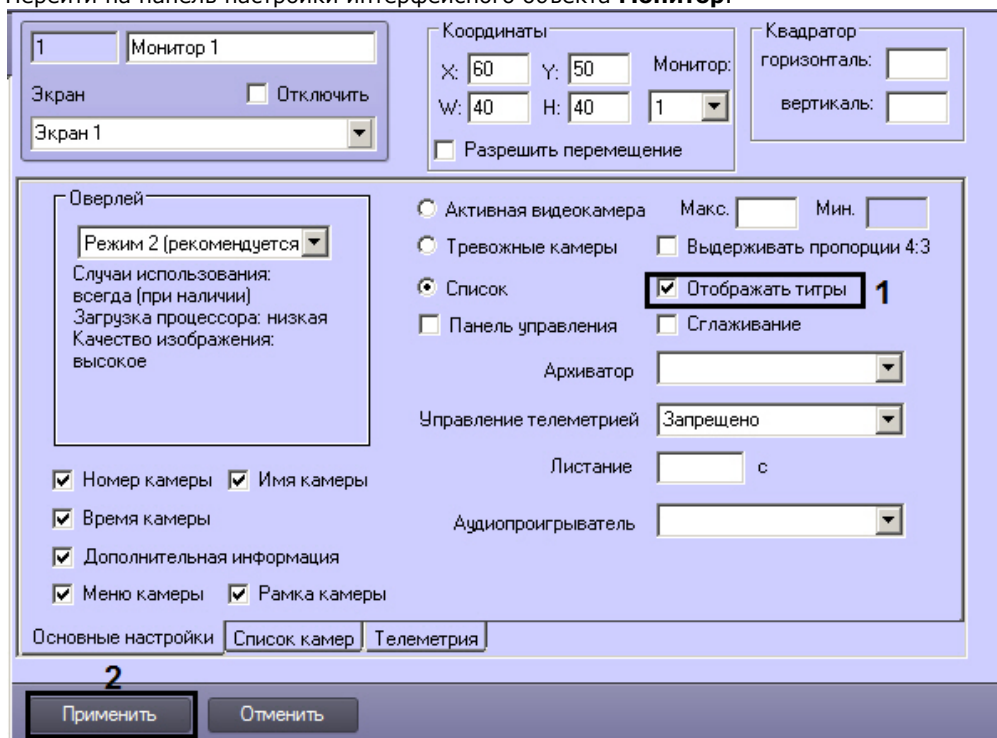 Перейти на панель настройки интерфейсного объекта Монитор.
1 Монитор 1
Экран Отключить
Экран 1
Координаты
X: 60 Y: 50 Монитор:
W: 40 H: 40 1
Разрешить перемещение
Квадратор
горизонталь:
вертикаль:
Оверлей
Режим 2 (рекомендуется
Случаи использования:
всегда (при наличии)
Загрузка процессора: низкая
Качество изображения:
высокое
Активная видеокамера Макс. Мин.
Тревожные камеры Выдерживать пропорции 4:3
Список Отображать титры 1
Панель управления Сглаживание
Архиватор
Управление телеметрией Запрещено
Листание с
Аудиопроигрыватель
Номер камеры Имя камеры
Время камеры
Дополнительная информация
Меню камеры Рамка камеры
Основные настройки Список камер Телеметрия
2
Применить Отменить